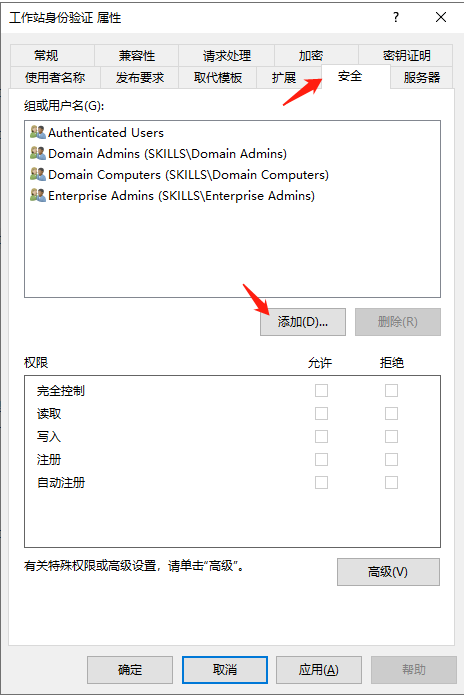 工作站身份验证 属性
?
常规 兼容性 请求处理 加密 密钥证明
使用者名称 发布要求 取代模板 扩展 安全 服务器
组或用户名(G):
Authenticated Users
Domain Admins (SKILLS\Domain Admins)
Domain Computers (SKILLS\Domain Computers)
Enterprise Admins (SKILLS\Enterprise Admins)
添加(D)... 删除(R)
权限 允许 拒绝
完全控制
读取
写入
注册
自动注册
有关特殊权限或高级设置，请单击“高级”。
高级(V)
确定 取消 应用(A) 帮助